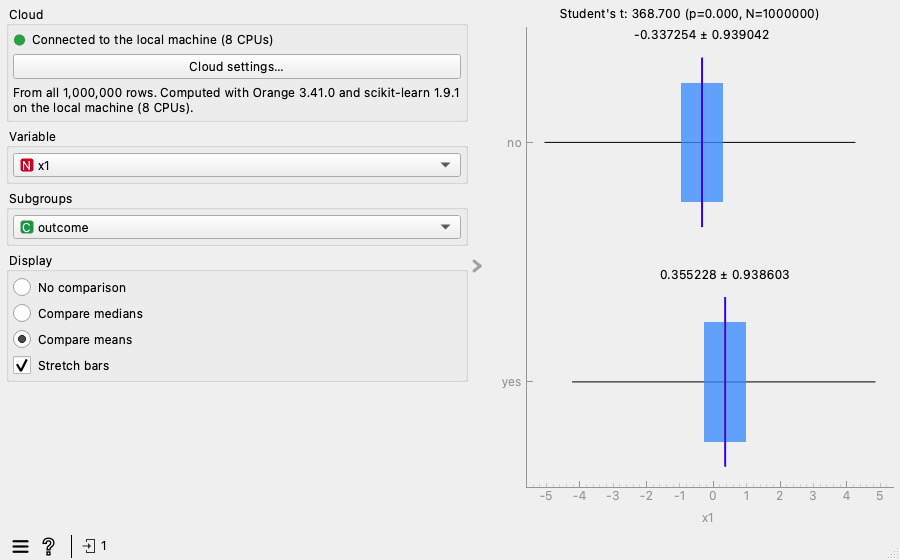 Cloud
Connected to the local machine (8 CPUs)
Cloud settings...
From all 1,000,000 rows. Computed with Orange 3.41.0 and scikit-learn 1.9.1
on the local machine (8 CPUs).
Variable
N x1
Subgroups
C outcome
Display
No comparison
Compare medians
Compare means
Stretch bars
1
Student's t: 368.700 (p=0.000, N=1000000)
-0.337254 ± 0.939042
no
0.355228 ± 0.938603
yes
-5 -4 -3 -2 -1 0 1 2 3 4 5
x1